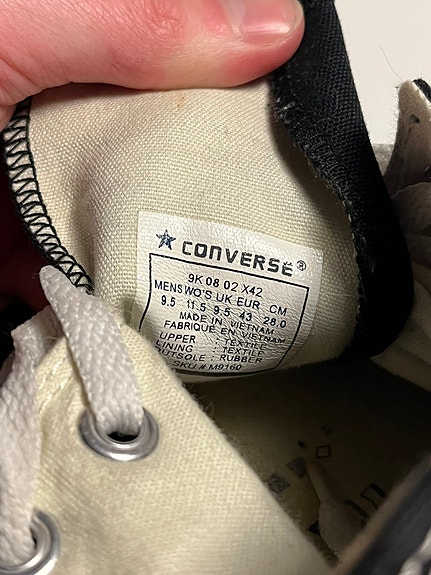 CONVERSE®
9K 08 02 X42
MENS WO'S UK EUR CM
9.5 11.5 9.5 43 28.0
MADE IN VIETNAM
FABRIQUE EN VIETNAM
UPPER : TEXTILE
LINING : TEXTILE
OUTSOLE : RUBBER
SKU # M9160